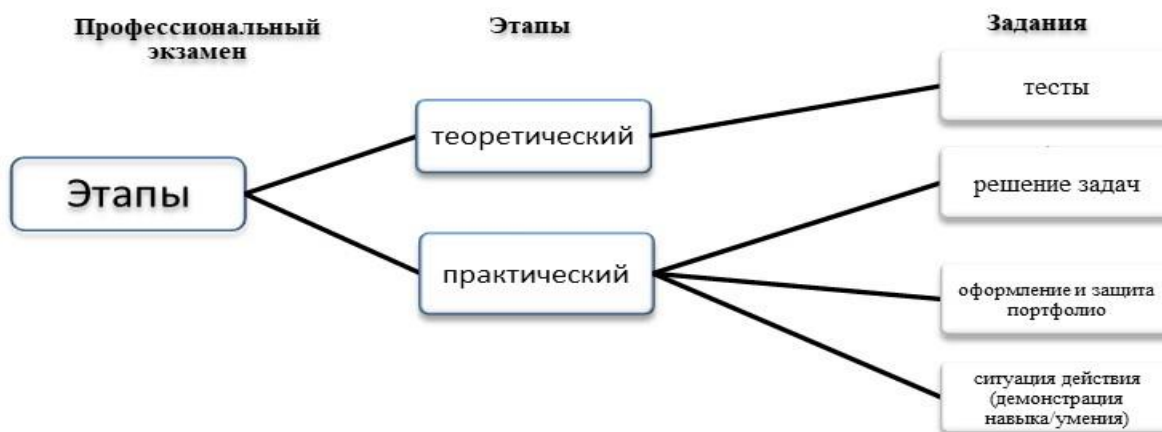 Профессиональный
экзамен
Этапы
Задания
Этапы
теоретический
практический
тесты
решение задач
оформление и защита
портфолио
ситуация действия
(демонстрация
навыка/умения)